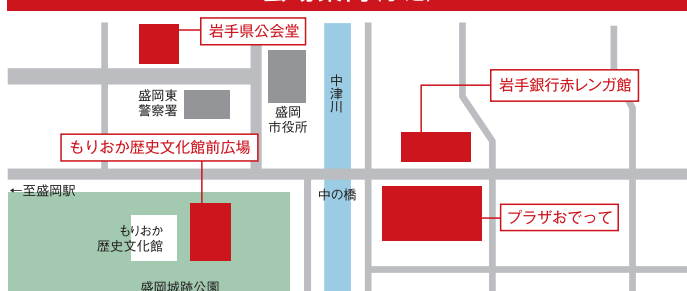 岩手県公会堂
中津川
岩手銀行赤レンガ館
盛岡東
警察署
盛岡
市役所
もりおか歴史文化館前広場
←至盛岡駅
中の橋
プラザおでって
もりおか
歴史文化館
盛岡城跡公園